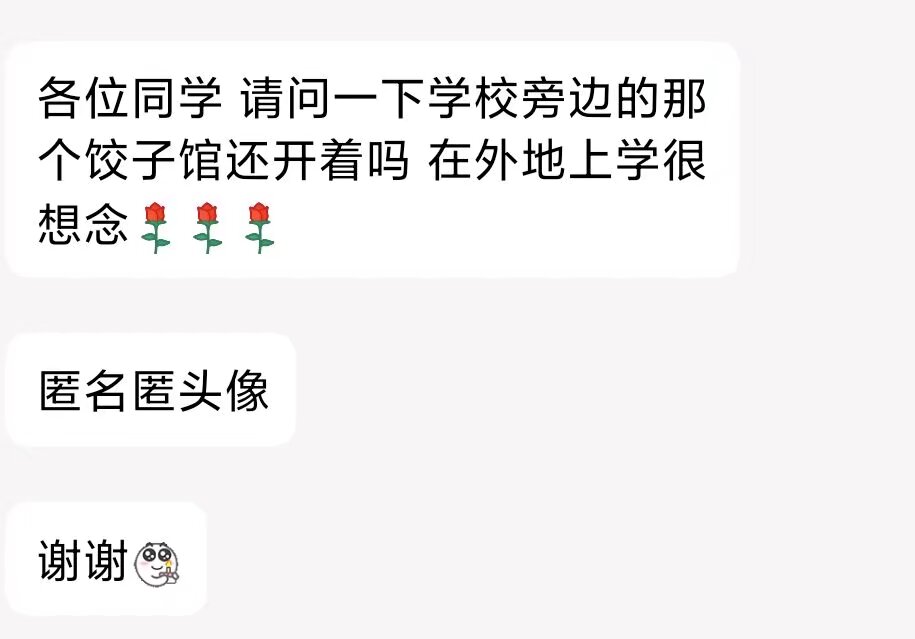 各位同学 请问一下学校旁边的那
个饺子馆还开着吗 在外地上学很
想念🌹🌹🌹
匿名匿头像
谢谢